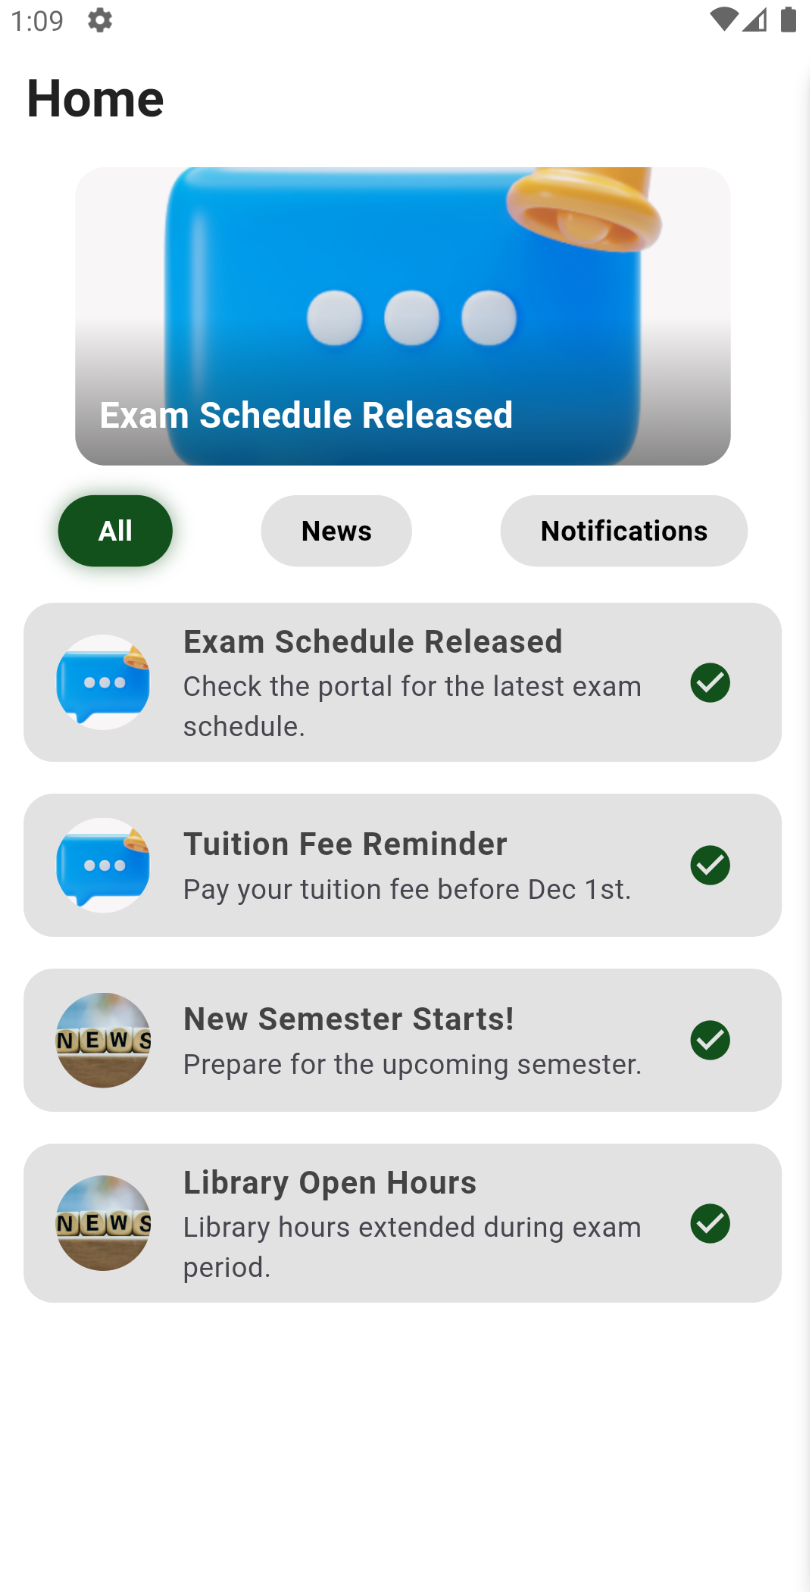 1:09
Home
Exam Schedule Released
All
News
Notifications
Exam Schedule Released
Check the portal for the latest exam
schedule.
Tuition Fee Reminder
Pay your tuition fee before Dec 1st.
NEWS
New Semester Starts!
Prepare for the upcoming semester.
NEWS
Library Open Hours
Library hours extended during exam
period.